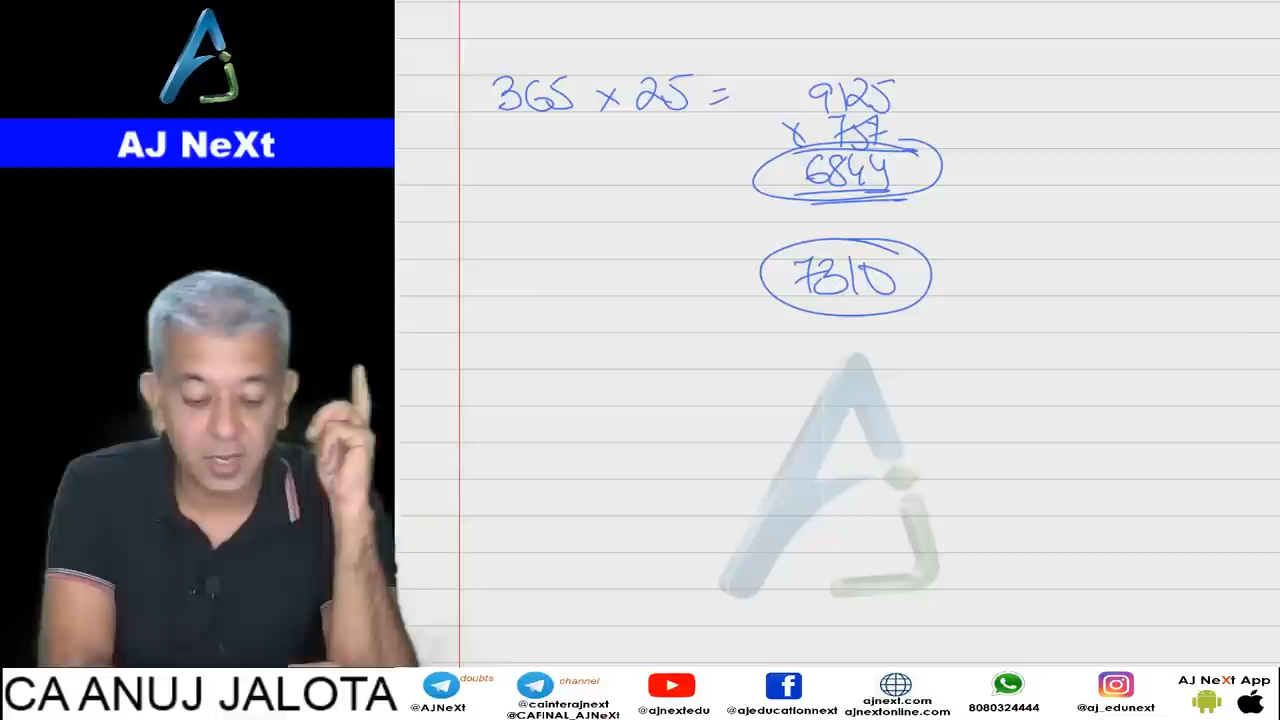 AJ NeXt
365 × 25 = 9125
× 75%
6844
7310
CA ANUJ JALOTA
@AJNeXt
doubts
@cainterajnext
@CAFINAL_AJNeXt
channel
@ajnextedu
@ajeducationnext
ajnext.com
ajnextonline.com
8080324444
@aj_edunext
AJ NeXt App